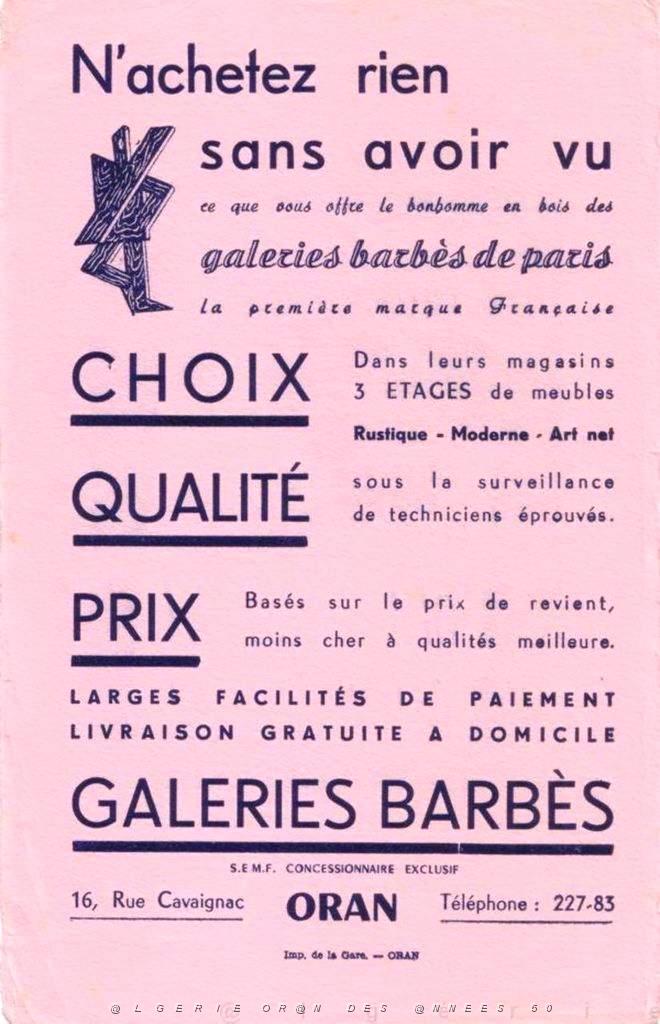 N'achetez rien
sans avoir vu
ce que vous offre le bonhomme en bois des
galeries barbès de paris
la première marque Française
CHOIX
Dans leurs magasins
3 ETAGES de meubles
Rustique - Moderne - Art net
QUALITÉ
sous la surveillance
de techniciens éprouvés.
PRIX
Basés sur le prix de revient,
moins cher à qualités meilleure.
LARGES FACILITÉS DE PAIEMENT
LIVRAISON GRATUITE A DOMICILE
GALERIES BARBÈS
S.E.M.F. CONCESSIONNAIRE EXCLUSIF
16, Rue Cavaignac ORAN Téléphone : 227-83
Imp. de la Gare. — ORAN
@LGERIE OR@N DES @NNEES 50